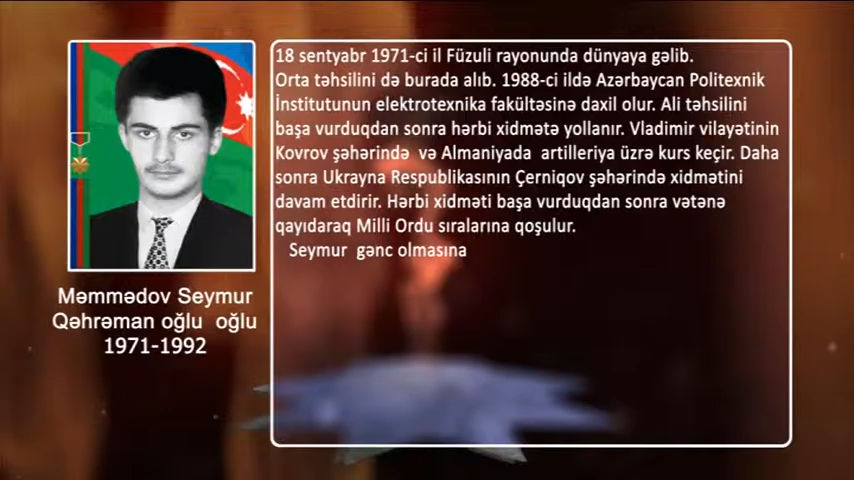 18 sentyabr 1971-ci il Füzuli rayonunda dünyaya gəlib.
Orta təhsilini də burada alıb. 1988-ci ildə Azərbaycan Politexnik
İnstitutunun elektrotexnika fakültəsinə daxil olur. Ali təhsilini
başa vurduqdan sonra hərbi xidmətə yollanır. Vladimir vilayətinin
Kovrov şəhərində və Almaniyada artilleriya üzrə kurs keçir. Daha
sonra Ukrayna Respublikasının Çerniqov şəhərində xidmətini
davam etdirir. Hərbi xidməti başa vurduqdan sonra vətənə
qayıdaraq Milli Ordu sıralarına qoşulur.
Seymur gənc olmasına
Məmmədov Seymur
Qəhrəman oğlu oğlu
1971-1992